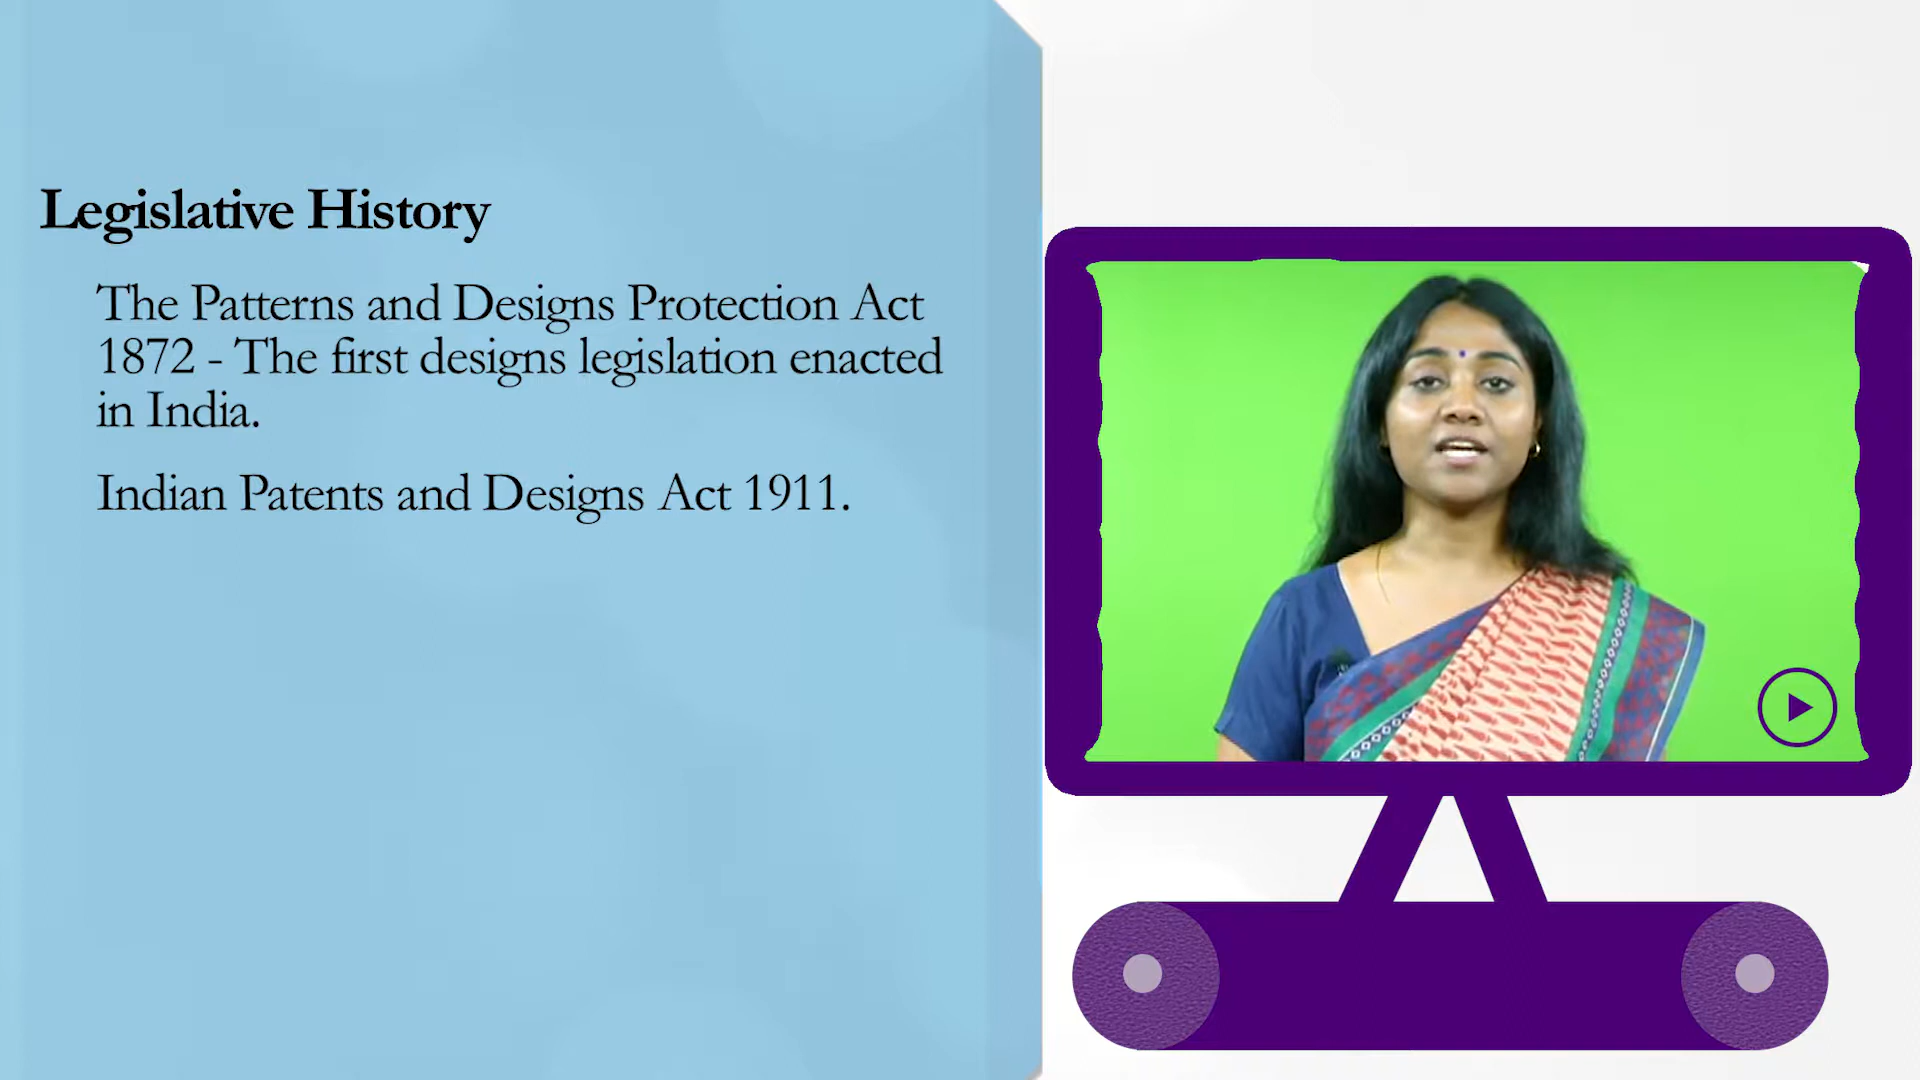 Legislative History
The Patterns and Designs Protection Act
1872 - The first designs legislation enacted
in India.
Indian Patents and Designs Act 1911.